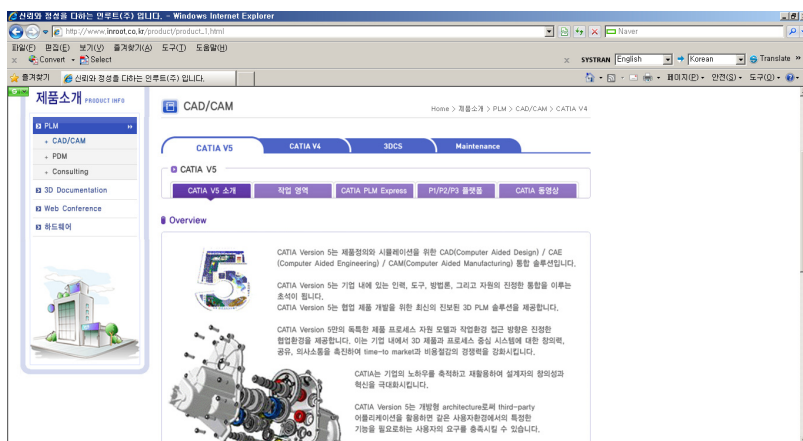 신뢰와 정성을 다하는 인루트(주) 입니다. - Windows Internet Explorer
http://www.inroot.co.kr/product/product_1.html
Naver
파일(F) 편집(E) 보기(V) 즐겨찾기(A) 도구(T) 도움말(H)
Convert Select
SYSTRAN English Korean Translate
즐겨찾기 신뢰와 정성을 다하는 인루트(주) 입니다.
페이지(P) 안전(S) 도구(O)
제품소개 PRODUCT INFO
CAD/CAM
Home > 제품소개 > PLM > CAD/CAM > CATIA V4
PLM
CAD/CAM
PDM
Consulting
3D Documentation
Web Conference
하드웨어
CATIA V5 CATIA V4 3DCS Maintenance
CATIA V5
CATIA V5 소개 작업 영역 CATIA PLM Express P1/P2/P3 플랫폼 CATIA 동영상
Overview
5
CATIA Version 5는 제품정의와 시뮬레이션을 위한 CAD(Computer Aided Design) / CAE
(Computer Aided Engineering) / CAM(Computer Aided Manufacturing) 통합 솔루션입니다.
CATIA Version 5는 기업 내에 있는 인력, 도구, 방법론, 그리고 자원의 진정한 통합을 이루는
초석이 됩니다.
CATIA Version 5는 협업 제품 개발을 위한 최신의 진보된 3D PLM 솔루션을 제공합니다.
CATIA Version 5만의 독특한 제품 프로세스 자원 모델과 작업환경 접근 방향은 진정한
협업환경을 제공합니다. 이는 기업 내에서 3D 제품과 프로세스 중심 시스템에 대한 창의력,
공유, 의사소통을 촉진하여 time-to market과 비용절감의 경쟁력을 강화시킵니다.
CATIA는 기업의 노하우를 축적하고 재활용하여 설계자의 창의성과
혁신을 극대화시킵니다.
CATIA Version 5는 개방형 architecture로써 third-party
어플리케이션을 활용하면 같은 사용자환경에서의 특정한
기능을 필요로하는 사용자의 요구를 충족시킬 수 있습니다.